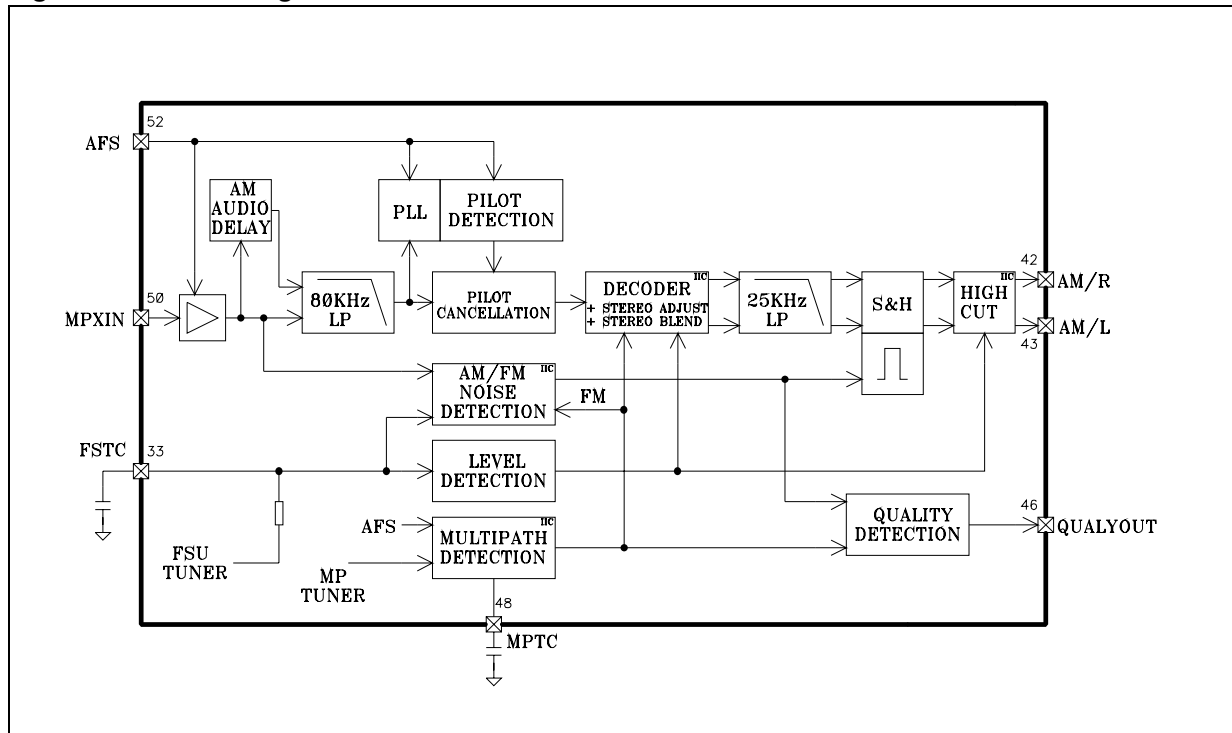 52
AFS
AM
AUDIO
DELAY
PLL
PILOT
DETECTION
50
MPXIN
80KHz
LP
PILOT
CANCELLATION
IIC
DECODER
+ STEREO ADJUST
+ STEREO BLEND
25KHz
LP
S&H
IIC
HIGH
CUT
42
AM/R
AM/L
43
IIC
AM/FM
NOISE
DETECTION
FM
FSTC
33
LEVEL
DETECTION
AFS
IIC
MULTIPATH
DETECTION
FSU
TUNER
MP
TUNER
QUALITY
DETECTION
46
QUALYOUT
48
MPTC